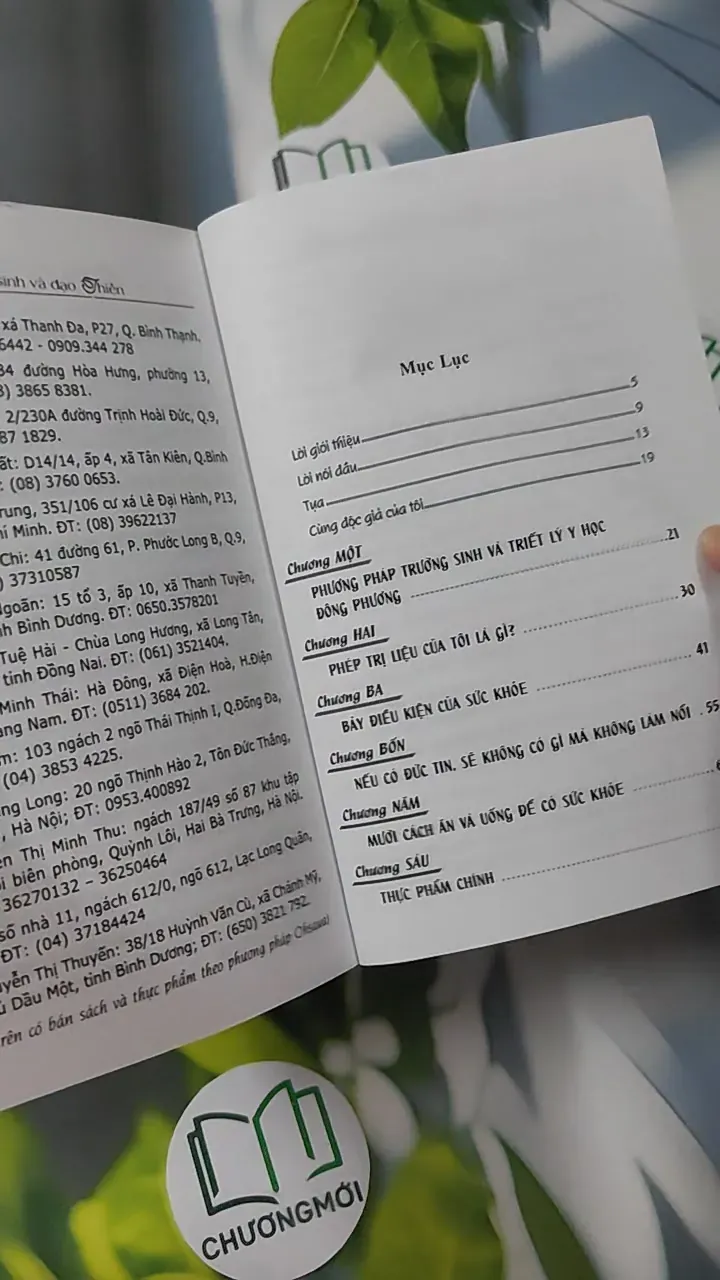 sinh và đạo Thiền
xá Thanh Đa, P27, Q. Bình Thạnh,
6442 - 0909.344 278
34 đường Hòa Hưng, phường 13,
3865 8381.
2/230A đường Trịnh Hoài Đức, Q.9,
87 1829.
ất: D14/14, ấp 4, xã Tân Kiên, Q.Bình
(08) 3760 0653.
rung, 351/106 cư xá Lê Đại Hành, P13,
hí Minh. ĐT: (08) 39622137
Chi: 41 đường 61, P. Phước Long B, Q.9,
) 37310587
Ngoãn: 15 tổ 3, ấp 10, xã Thanh Tuyền,
h Bình Dương. ĐT: 0650.3578201
Tuệ Hải - Chùa Long Hương, xã Long Tân,
tỉnh Đồng Nai. ĐT: (061) 3521404.
Minh Thái: Hà Đông, xã Điện Hoà, H.Điện
ang Nam. ĐT: (0511) 3684 202.
m: 103 ngách 2 ngõ Thái Thịnh I, Q.Đống Đa,
(04) 3853 4225.
ng Long: 20 ngõ Thịnh Hào 2, Tôn Đức Thắng,
, Hà Nội; ĐT: 0953.400892
ễn Thị Minh Thu: ngách 187/49 số 87 khu tập
i biên phòng, Quỳnh Lôi, Hai Bà Trưng, Hà Nội.
36270132 – 36250464
số nhà 11, ngách 612/0, ngõ 612, Lạc Long Quân,
ĐT: (04) 37184424
uyễn Thị Thuyến: 38/18 Huỳnh Văn Cù, xã Chánh Mỹ,
ủ Dầu Một, tỉnh Bình Dương; ĐT: (650) 3821 792.
rên có bán sách và thực phẩm theo phương pháp Ohsawa)
Mục Lục
Lời giới thiệu 5
Lời nói đầu 9
Tựa 13
Cùng độc giả của tôi 19
Chương MỘT
PHƯƠNG PHÁP TRƯỜNG SINH VÀ TRIẾT LÝ Y HỌC
ĐÔNG PHƯƠNG 21
Chương HAI
PHÉP TRỊ LIỆU CỦA TÔI LÀ GÌ? 30
Chương BA
BẢY ĐIỀU KIỆN CỦA SỨC KHỎE 41
Chương BỐN
NẾU CÓ ĐỨC TIN, SẼ KHÔNG CÓ GÌ MÀ KHÔNG LÀM NỔI . 55
Chương NĂM
MƯỜI CÁCH ĂN VÀ UỐNG ĐỂ CÓ SỨC KHỎE
Chương SÁU
THỰC PHẨM CHÍNH
CHƯƠNGMỚI